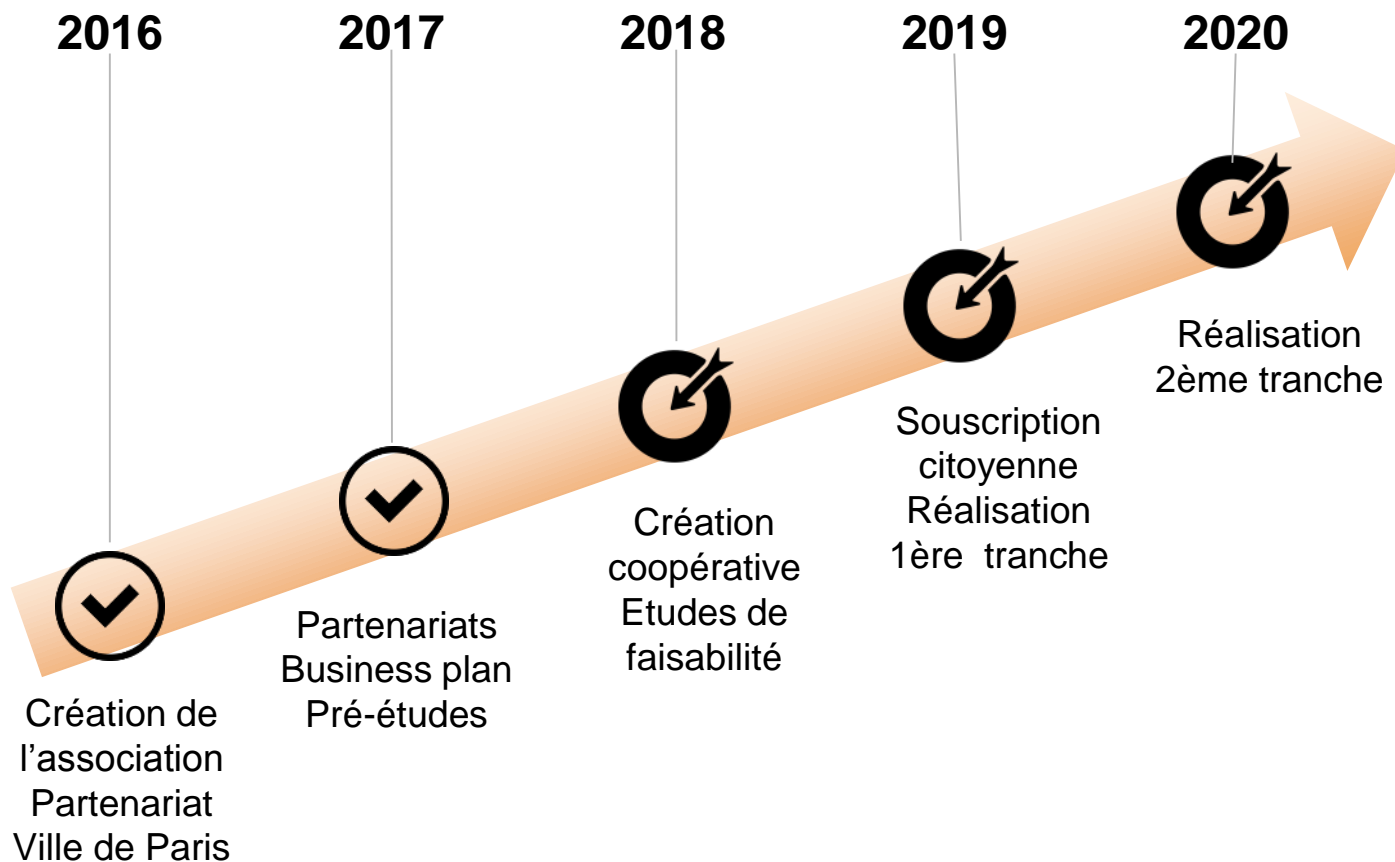 2016
2017
2018
2019
2020
Création de
l’association
Partenariat
Ville de Paris
Partenariats
Business plan
Pré-études
Création
coopérative
Etudes de
faisabilité
Souscription
citoyenne
Réalisation
1ère tranche
Réalisation
2ème tranche